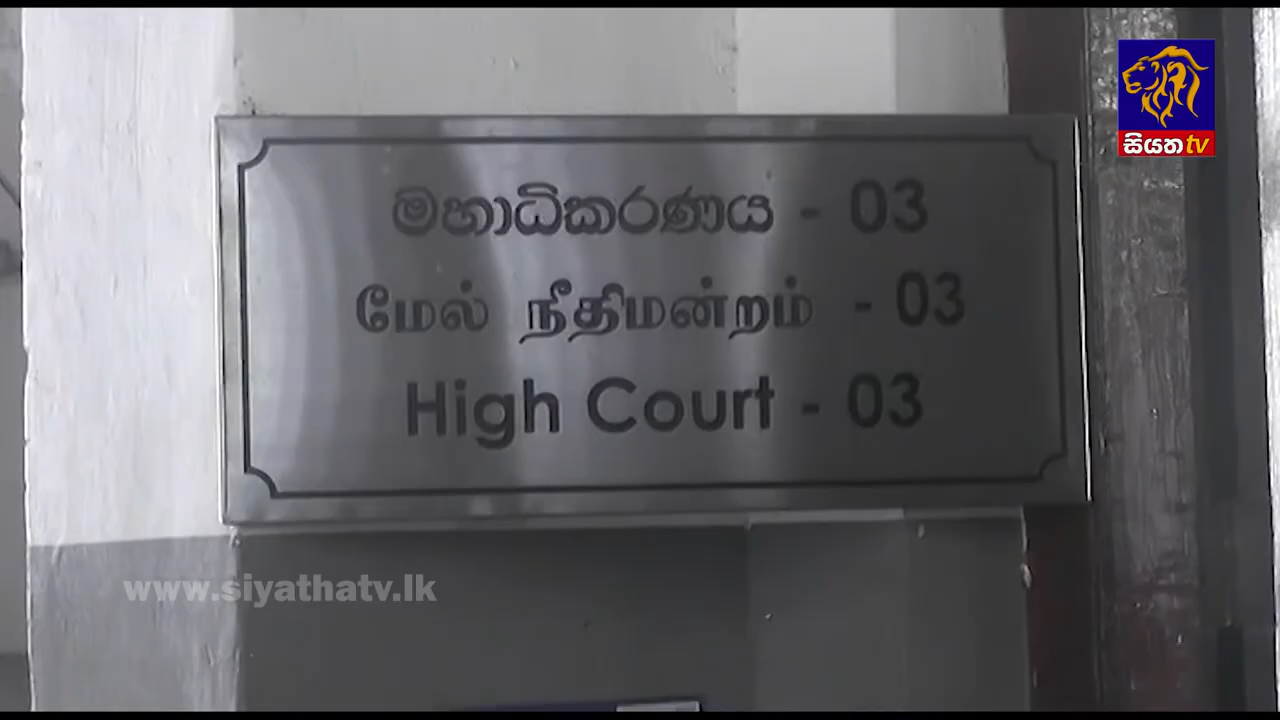 සියත tv
මහාධිකරණය - 03
மேல் நீதிமன்றம் - 03
High Court - 03
www.siyathatv.lk